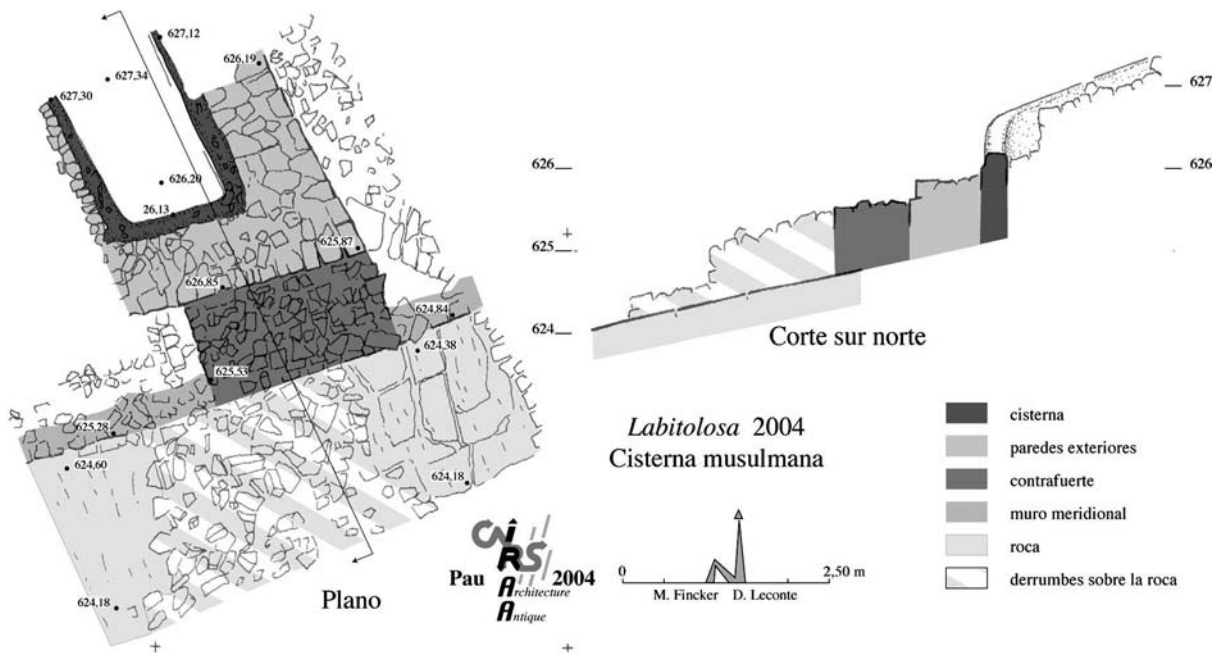 627,12
626,19
627,34
627,30
626,20
26,13
625,87
626,85
624,84
624,38
625,53
625,28
624,60
624,18
624,18
Plano
627
626
626
625
624
Corte sur norte
Labitolosa 2004
Cisterna musulmana
0 2,50 m
M. Fincker D. Leconte
CNRS
Pau 2004
IRAA
Architecture
Antique
cisterna
paredes exteriores
contrafuerte
muro meridional
roca
derrumbes sobre la roca